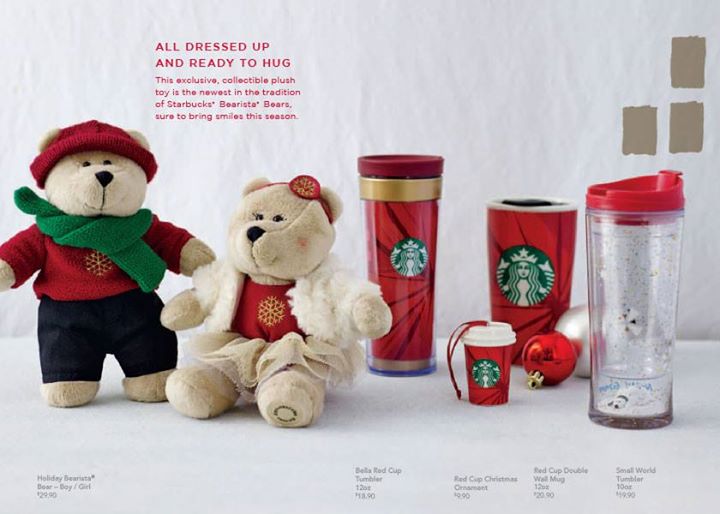 ALL DRESSED UP
AND READY TO HUG
This exclusive, collectible plush
toy is the newest in the tradition
of Starbucks® Bearista® Bears,
sure to bring smiles this season.
Holiday Bearista®
Bear – Boy / Girl
$29.90
Bella Red Cup
Tumbler
12oz
$18.90
Red Cup Christmas
Ornament
$9.90
Red Cup Double
Wall Mug
12oz
$20.90
Small World
Tumbler
10oz
$19.90